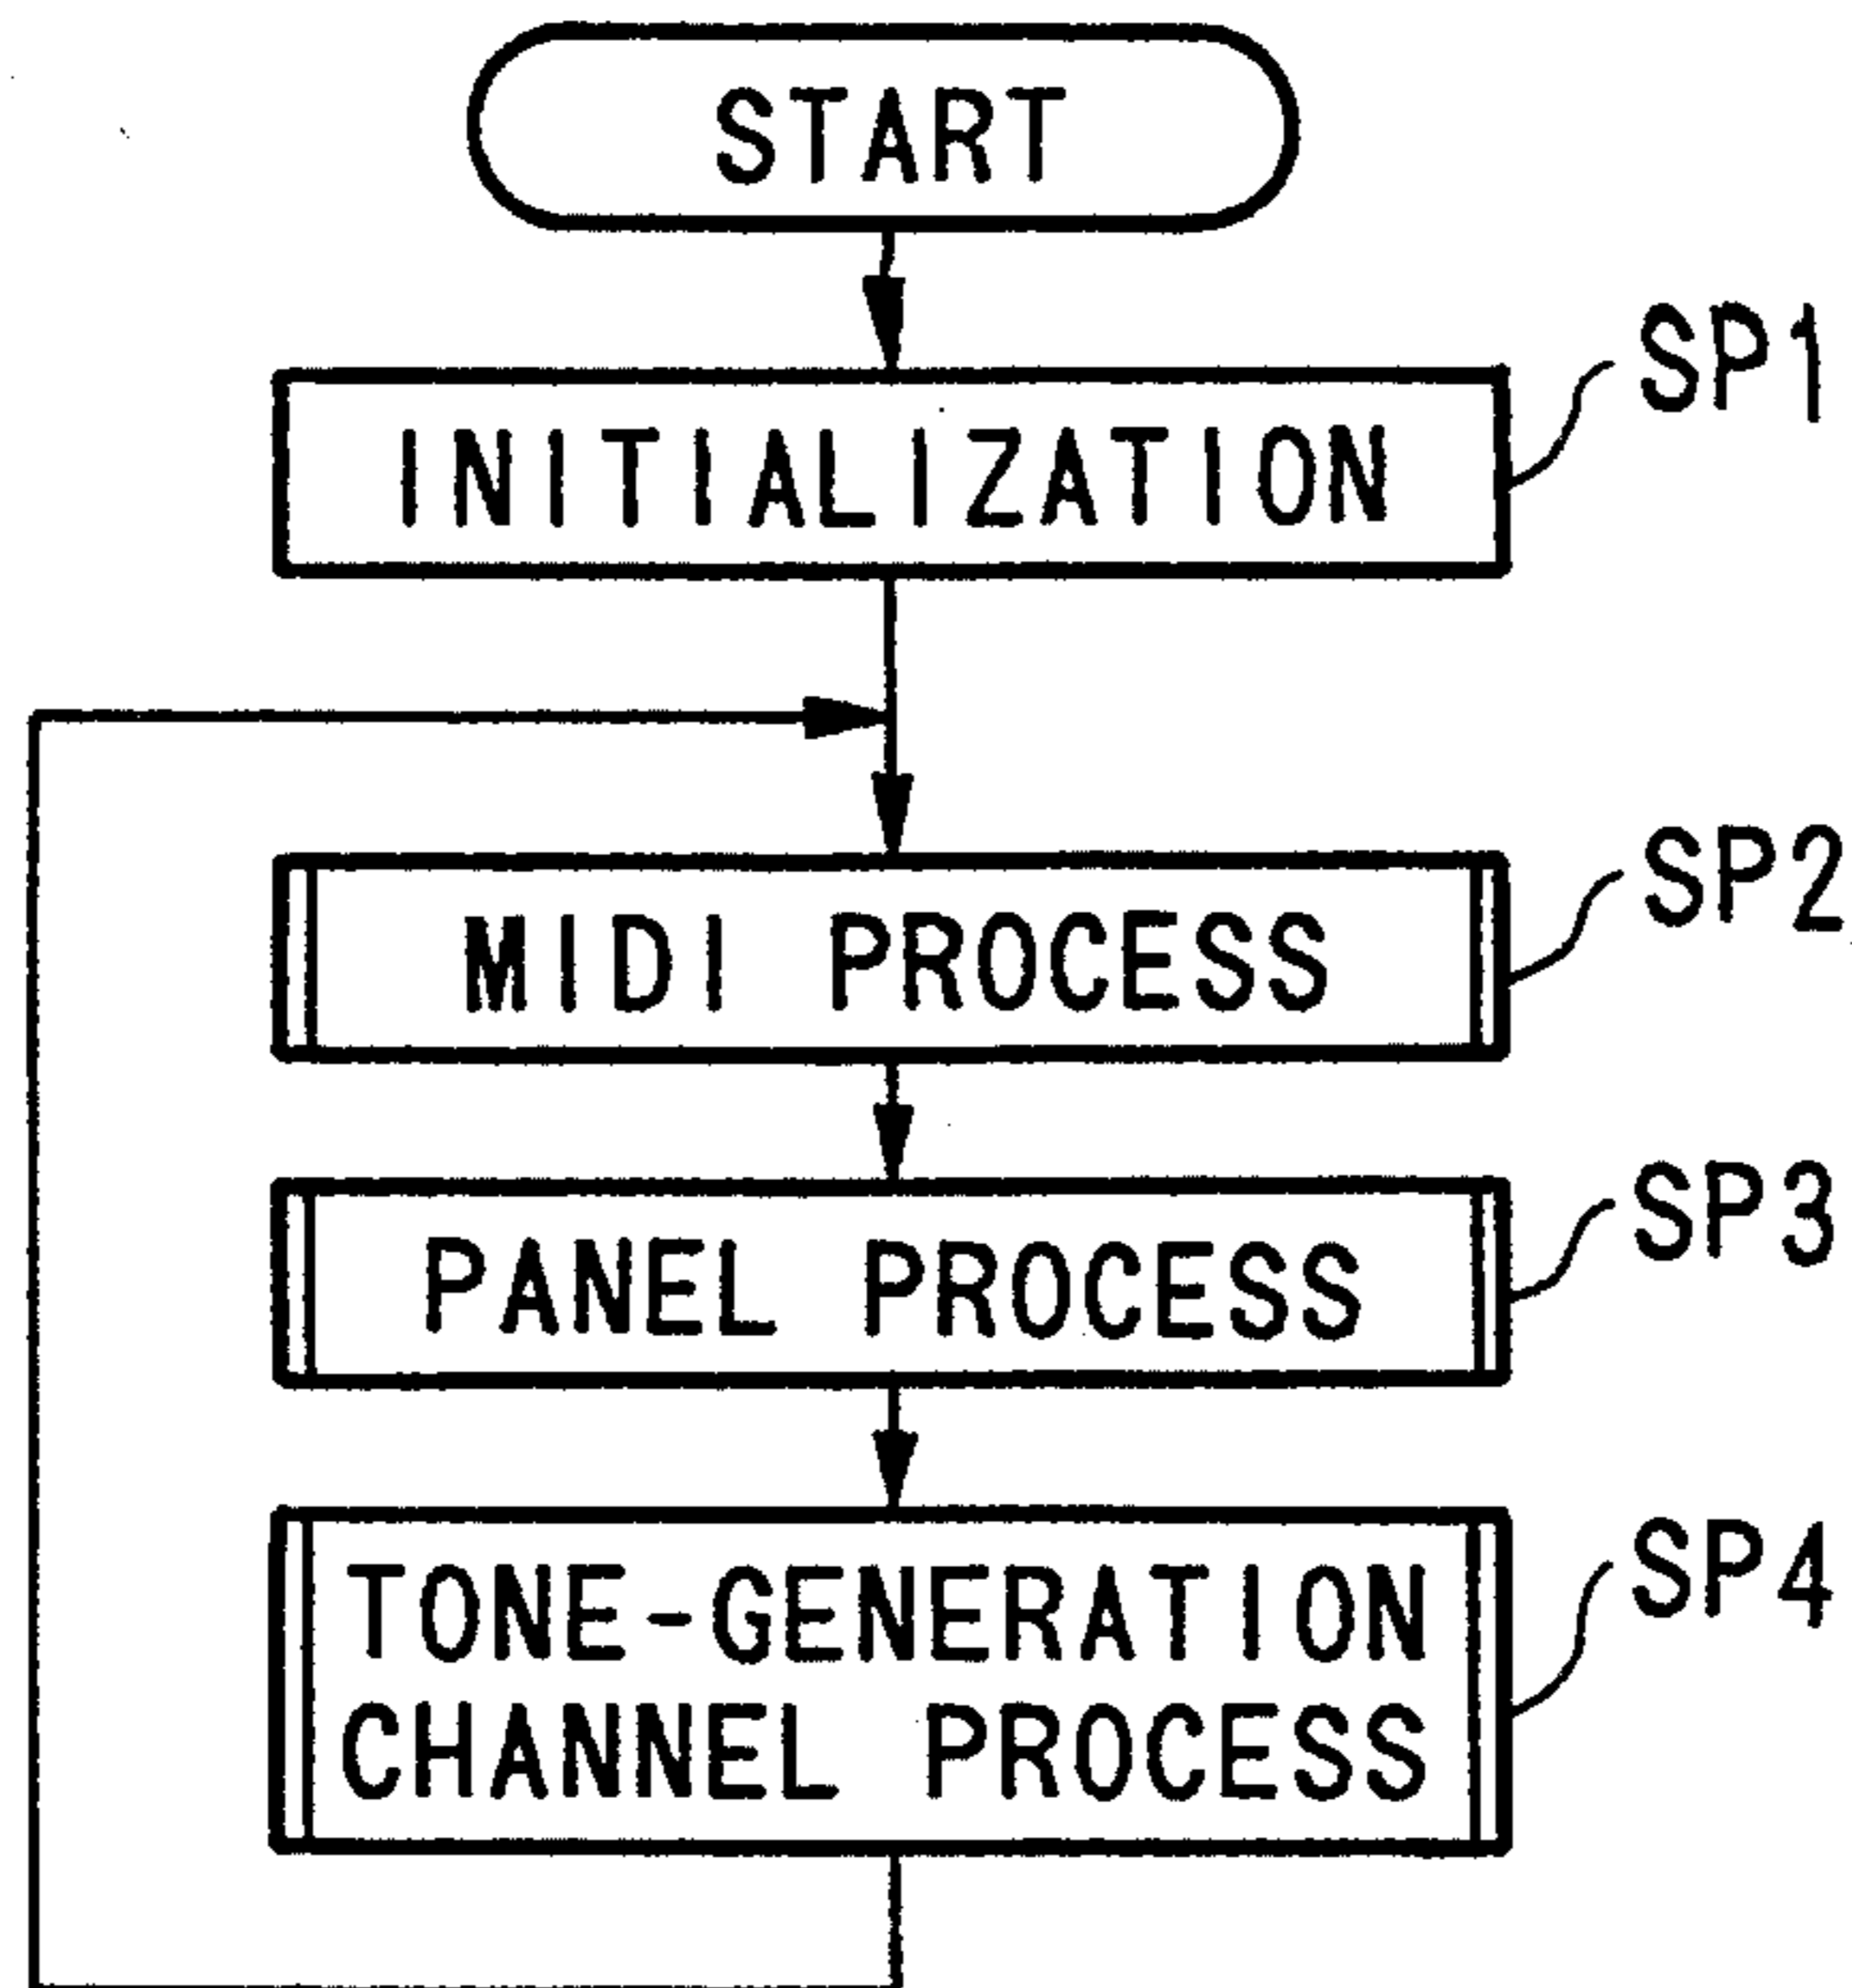 START
SP1
INITIALIZATION
SP2
MIDI PROCESS
SP3
PANEL PROCESS
SP4
TONE-GENERATION
CHANNEL PROCESS